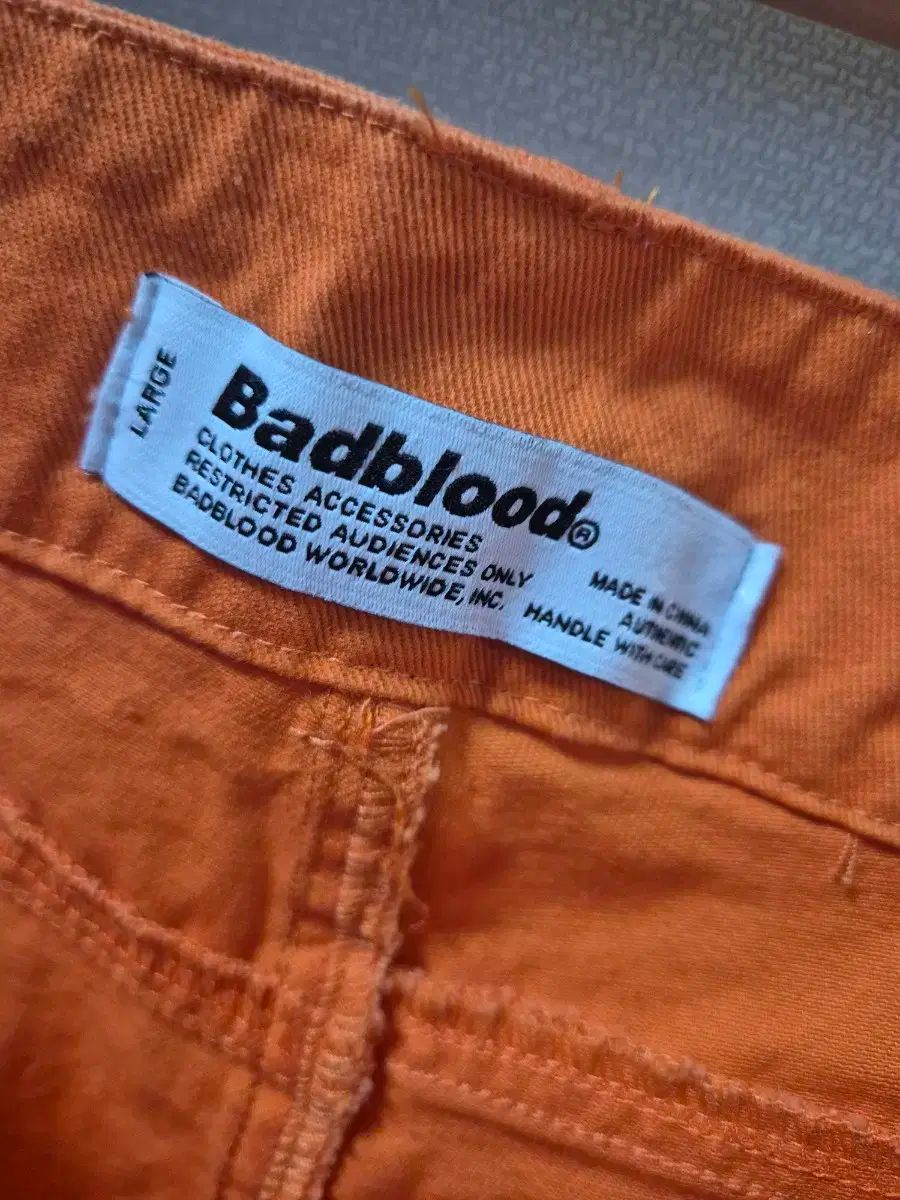 LARGE
Badblood®
CLOTHES ACCESSORIES
RESTRICTED AUDIENCES ONLY
BADBLOOD WORLDWIDE, INC.
MADE IN CHINA
AUTHENTIC
HANDLE WITH CARE